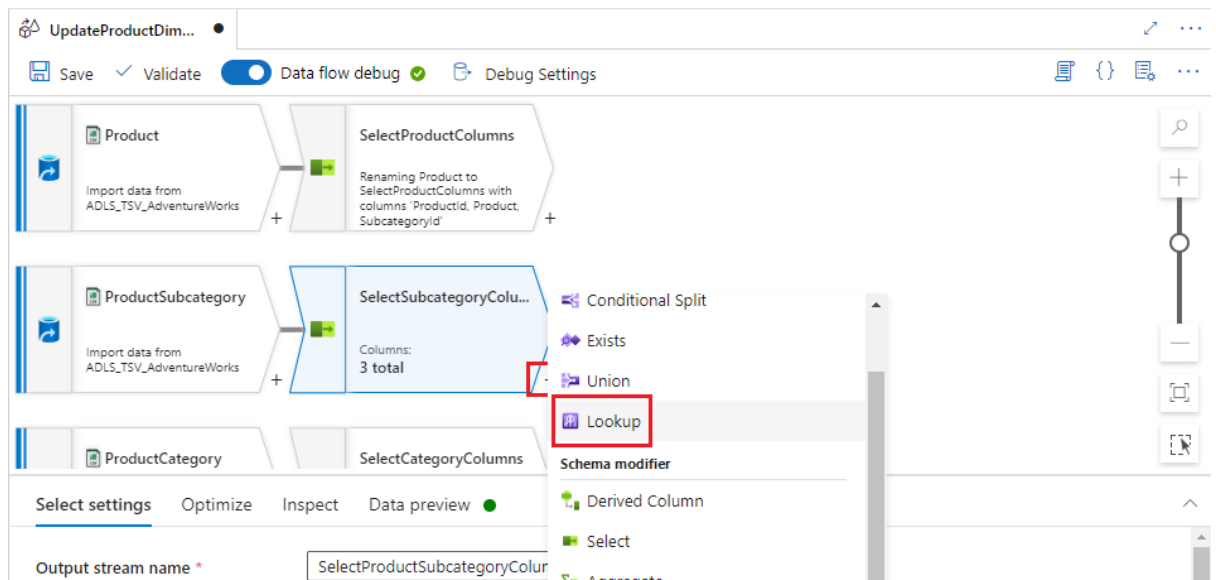 UpdateProductDim...
Save Validate Data flow debug Debug Settings
Product
Import data from
ADLS_TSV_AdventureWorks
+
SelectProductColumns
Renaming Product to
SelectProductColumns with
columns 'ProductId, Product,
SubcategoryId'
+
ProductSubcategory
Import data from
ADLS_TSV_AdventureWorks
+
SelectSubcategoryColu...
Columns:
3 total
ProductCategory
SelectCategoryColumns
Conditional Split
Exists
Union
Lookup
Schema modifier
Derived Column
Select
Aggregate
Select settings Optimize Inspect Data preview
Output stream name *
SelectProductSubcategoryColu